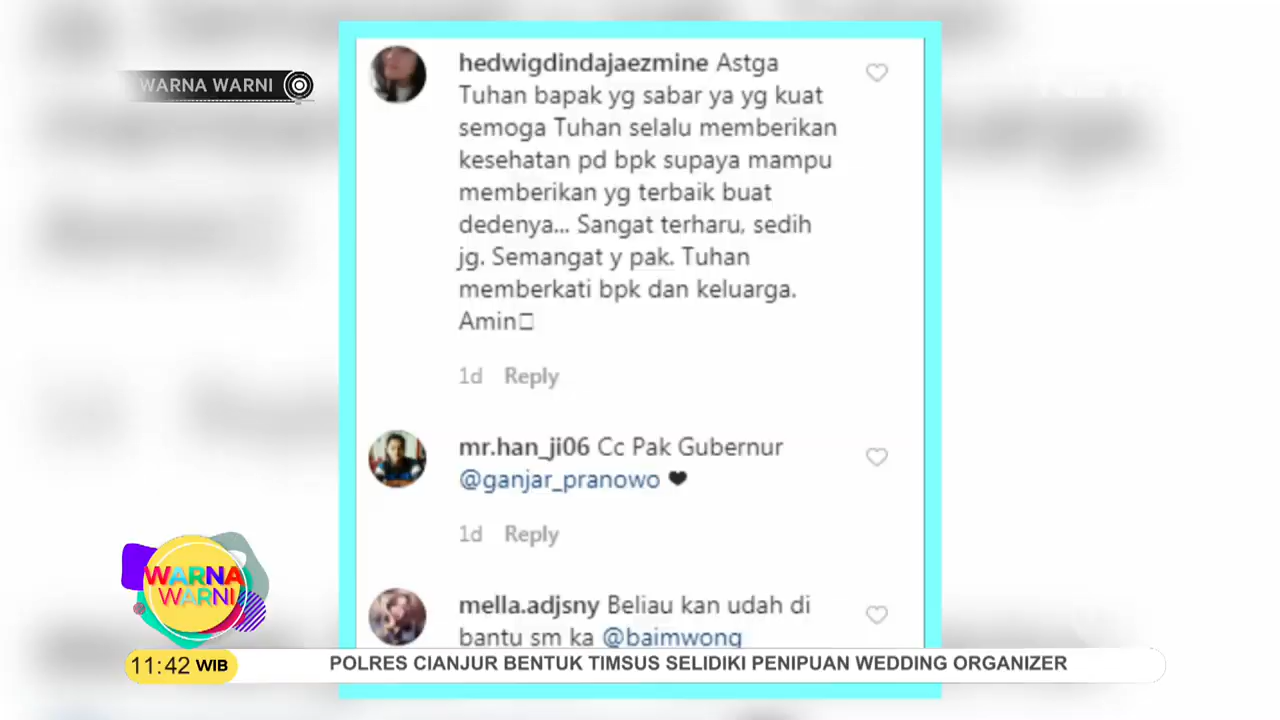 WARNA WARNI
hedwigdindajaezmine Astga
Tuhan bapak yg sabar ya yg kuat
semoga Tuhan selalu memberikan
kesehatan pd bpk supaya mampu
memberikan yg terbaik buat
dedenya... Sangat terharu, sedih
jg. Semangat y pak. Tuhan
memberkati bpk dan keluarga.
Amin
1d Reply
mr.han_ji06 Cc Pak Gubernur
@ganjar_pranowo 🖤
1d Reply
mella.adjsny Beliau kan udah di
bantu sm ka @baimwong
WARNA
WARNI
11:42 WIB
POLRES CIANJUR BENTUK TIMSUS SELIDIKI PENIPUAN WEDDING ORGANIZER